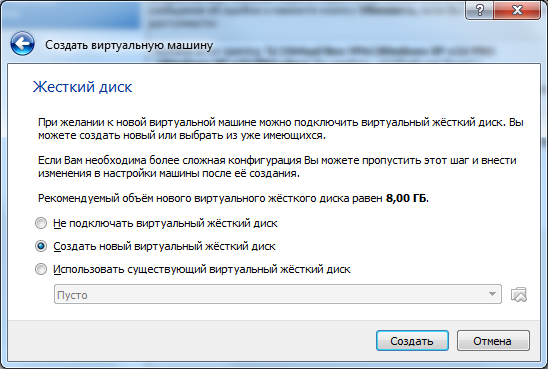 Создать виртуальную машину
Жесткий диск
При желании к новой виртуальной машине можно подключить виртуальный жёсткий диск. Вы
можете создать новый или выбрать из уже имеющихся.
Если Вам необходима более сложная конфигурация Вы можете пропустить этот шаг и внести
изменения в настройки машины после её создания.
Рекомендуемый объём нового виртуального жёсткого диска равен 8,00 ГБ.
Не подключать виртуальный жёсткий диск
Создать новый виртуальный жёсткий диск
Использовать существующий виртуальный жёсткий диск
Пусто
Создать
Отмена